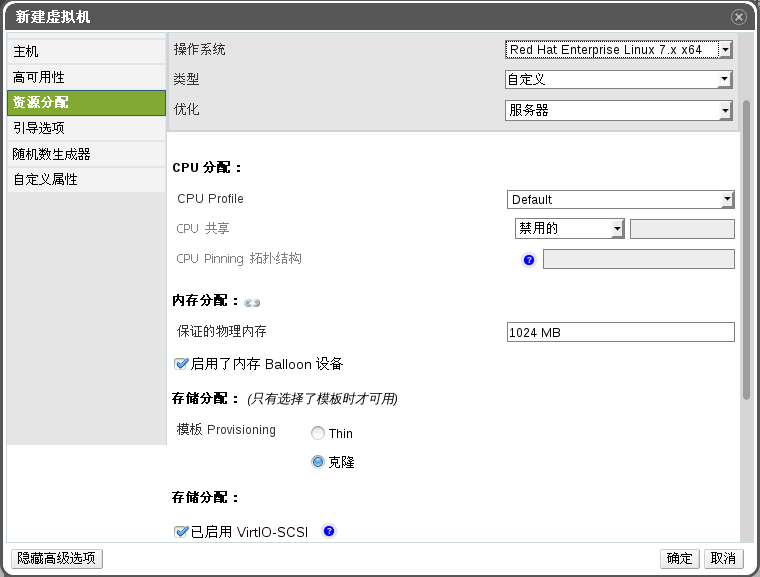 新建虚拟机
主机
高可用性
资源分配
引导选项
随机数生成器
自定义属性
操作系统 Red Hat Enterprise Linux 7.x x64
类型 自定义
优化 服务器
CPU 分配：
CPU Profile Default
CPU 共享 禁用的
CPU Pinning 拓扑结构 ?
内存分配：
保证的物理内存 1024 MB
启用了内存 Balloon 设备
存储分配： (只有选择了模板时才可用)
模板 Provisioning Thin
克隆
存储分配：
已启用 VirtIO-SCSI ?
隐藏高级选项 确定 取消